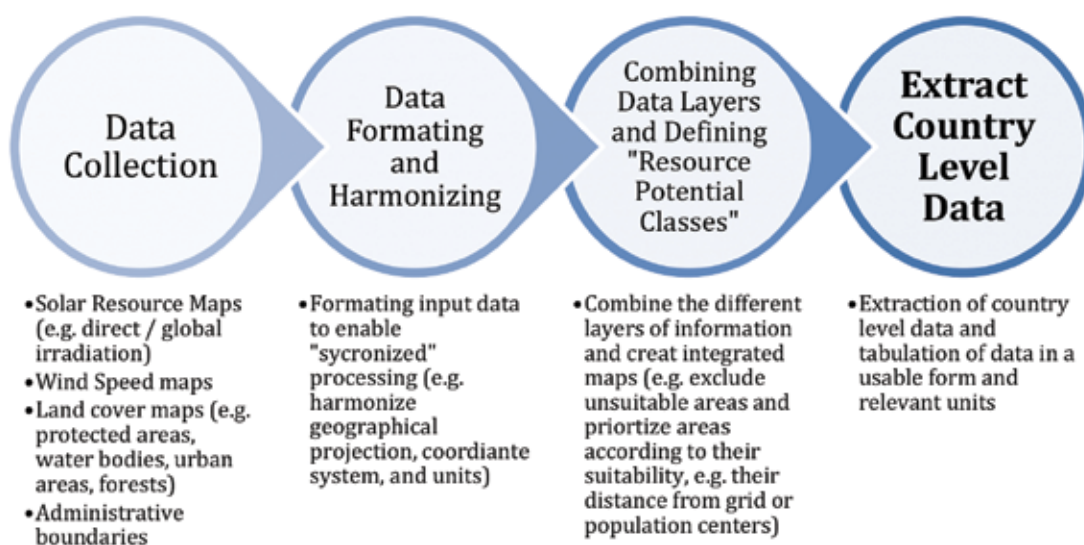 Data
Collection
Data
Formating
and
Harmonizing
Combining
Data Layers
and Defining
"Resource
Potential
Classes"
Extract
Country
Level
Data
•Solar Resource Maps
(e.g. direct / global
irradiation)
•Wind Speed maps
•Land cover maps (e.g.
protected areas,
water bodies, urban
areas, forests)
•Administrative
boundaries
•Formating input data
to enable
"sycronized"
processing (e.g.
harmonize
geographical
projection, coordiante
system, and units)
•Combine the different
layers of information
and creat integrated
maps (e.g. exclude
unsuitable areas and
priortize areas
according to their
suitability, e.g. their
distance from grid or
population centers)
•Extraction of country
level data and
tabulation of data in a
usable form and
relevant units